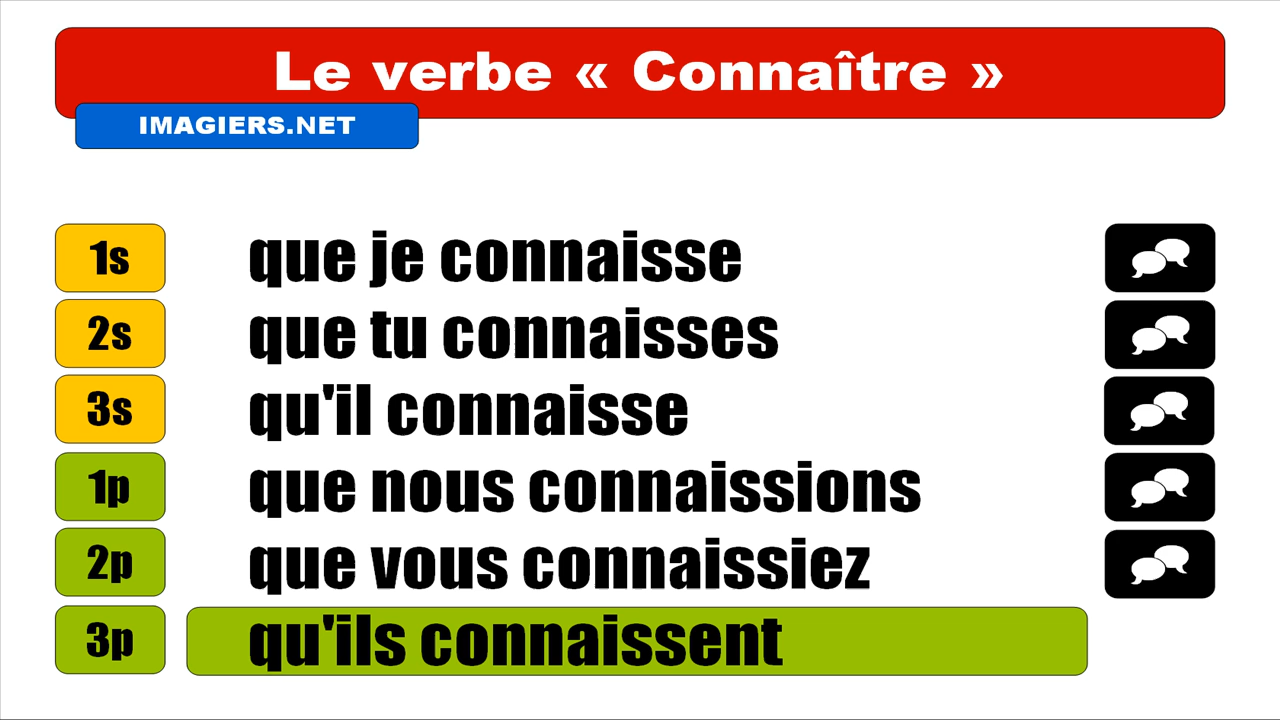 Le verbe « Connaître »
IMAGIERS.NET
1s que je connaisse
2s que tu connaisses
3s qu'il connaisse
1p que nous connaissions
2p que vous connaissiez
3p qu'ils connaissent